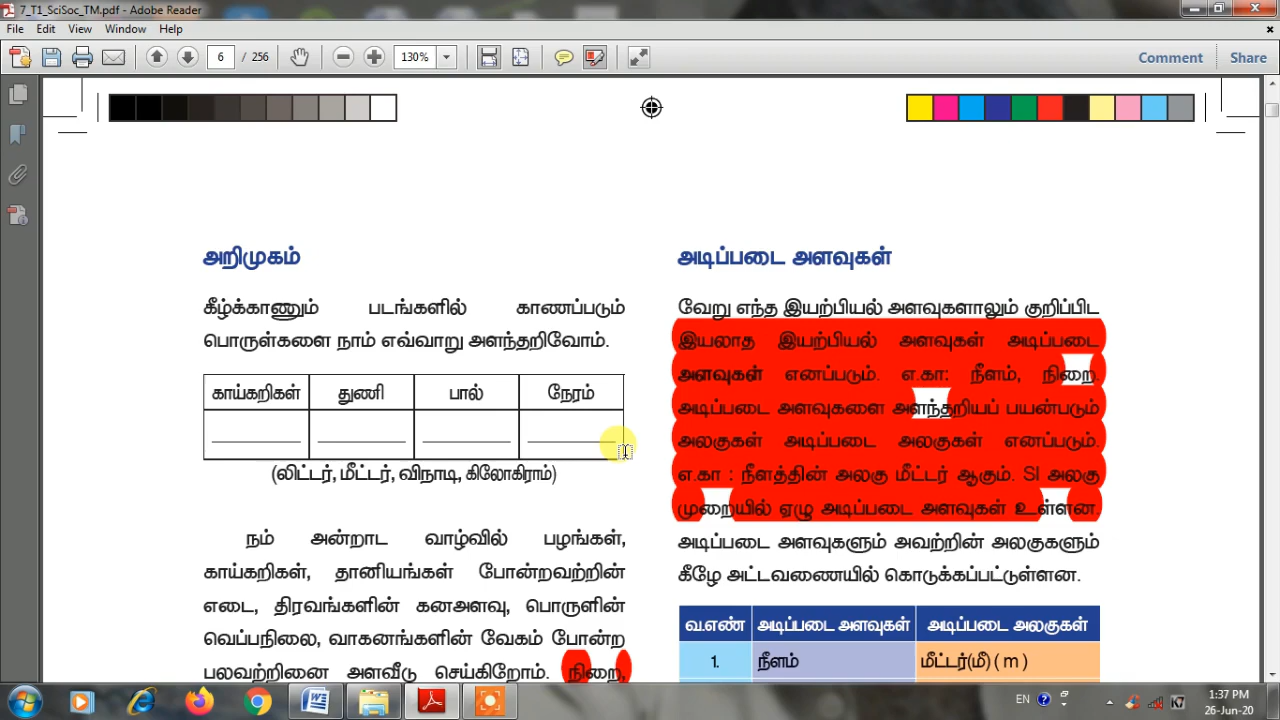 7_T1_SciSoc_TM.pdf - Adobe Reader
File Edit View Window Help
6 / 256 130% Comment Share
அறிமுகம்
கீழ்க்காணும் படங்களில் காணப்படும்
பொருள்களை நாம் எவ்வாறு அளந்தறிவோம்.
காய்கறிகள் துணி பால் நேரம்
(லிட்டர், மீட்டர், விநாடி, கிலோகிராம்)
நம் அன்றாட வாழ்வில் பழங்கள்,
காய்கறிகள், தானியங்கள் போன்றவற்றின்
எடை, திரவங்களின் கனஅளவு, பொருளின்
வெப்பநிலை, வாகனங்களின் வேகம் போன்ற
பலவற்றினை அளவீடு செய்கிறோம். நிறை,
அடிப்படை அளவுகள்
வேறு எந்த இயற்பியல் அளவுகளாலும் குறிப்பிட
இயலாத இயற்பியல் அளவுகள் அடிப்படை
அளவுகள் எனப்படும். எ.கா: நீளம், நிறை.
அடிப்படை அளவுகளை அளந்தறியப் பயன்படும்
அலகுகள் அடிப்படை அலகுகள் எனப்படும்.
எ.கா : நீளத்தின் அலகு மீட்டர் ஆகும். SI அலகு
முறையில் ஏழு அடிப்படை அளவுகள் உள்ளன.
அடிப்படை அளவுகளும் அவற்றின் அலகுகளும்
கீழே அட்டவணையில் கொடுக்கப்பட்டுள்ளன.
வ.எண் அடிப்படை அளவுகள் அடிப்படை அலகுகள்
1. நீளம் மீட்டர்(மீ) ( m )
EN 1:37 PM
26-Jun-20